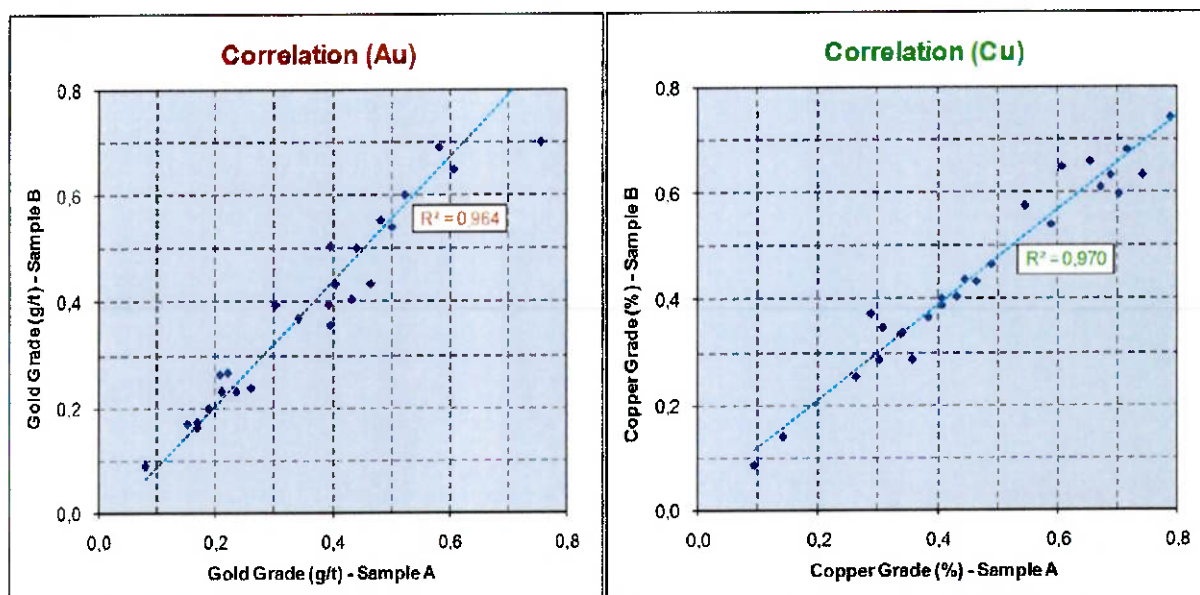 Correlation (Au)
0,8
0,6
0,4
0,2
0,0
0,0 0,2 0,4 0,6 0,8
Gold Grade (g/t) - Sample B
Gold Grade (g/t) - Sample A
R² = 0,964
Correlation (Cu)
0,8
0,6
0,4
0,2
0,0
0,0 0,2 0,4 0,6 0,8
Copper Grade (%) - Sample B
Copper Grade (%) - Sample A
R² = 0,970